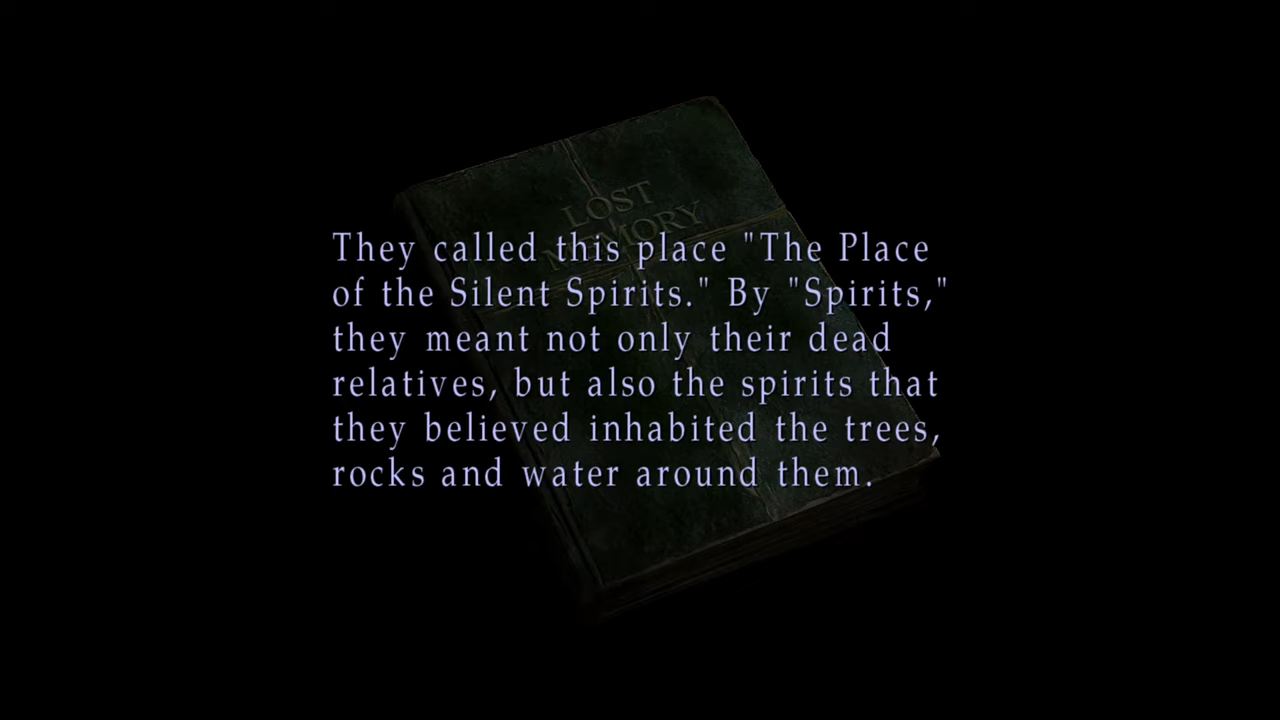 LOST
MEMORY
They called this place "The Place
of the Silent Spirits." By "Spirits,"
they meant not only their dead
relatives, but also the spirits that
they believed inhabited the trees,
rocks and water around them.